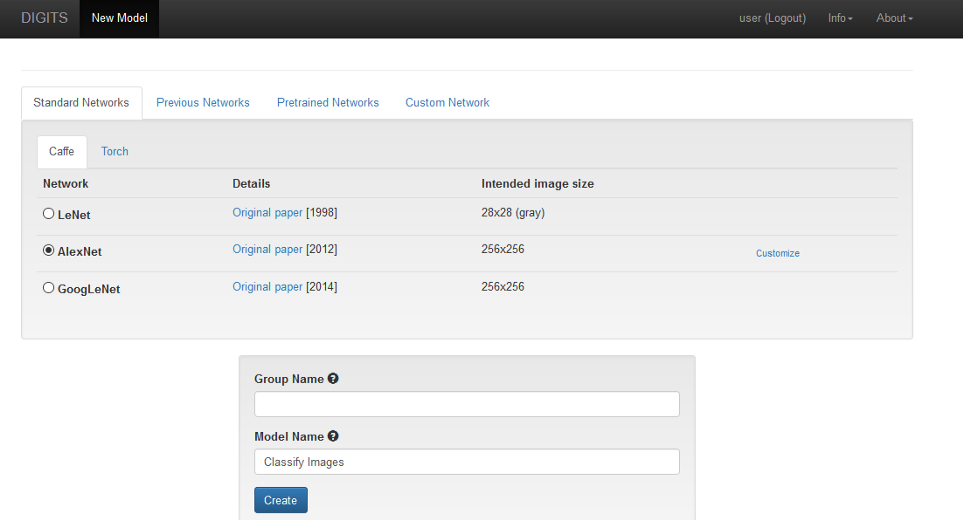 DIGITS New Model user (Logout) Info About
Standard Networks Previous Networks Pretrained Networks Custom Network
Caffe Torch
Network Details Intended image size
LeNet Original paper [1998] 28x28 (gray)
AlexNet Original paper [2012] 256x256 Customize
GoogLeNet Original paper [2014] 256x256
Group Name ?
Model Name ?
Classify Images
Create